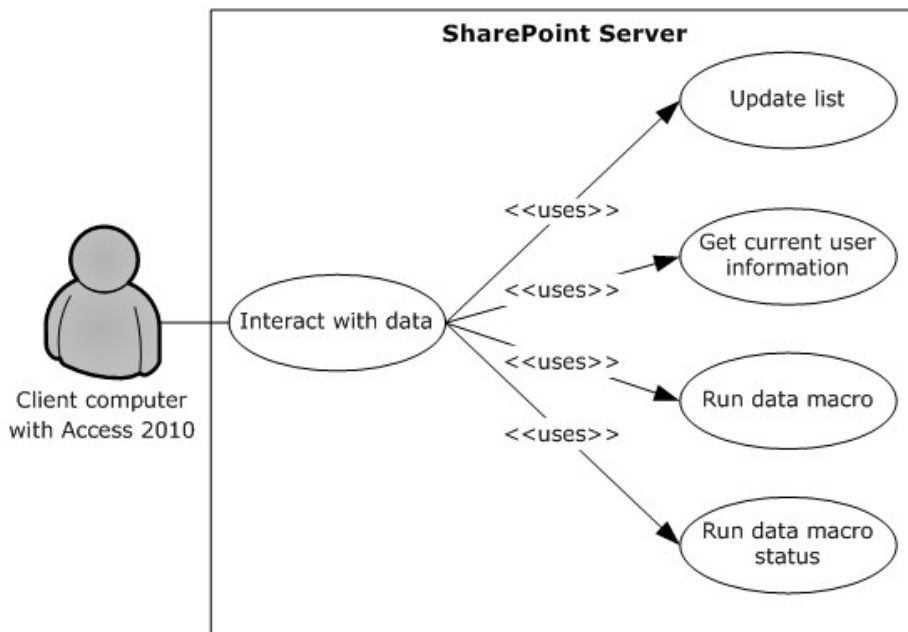 SharePoint Server
Update list
<<uses>>
Get current user
information
<<uses>>
Interact with data
<<uses>>
Run data macro
Client computer
with Access 2010
<<uses>>
Run data macro
status